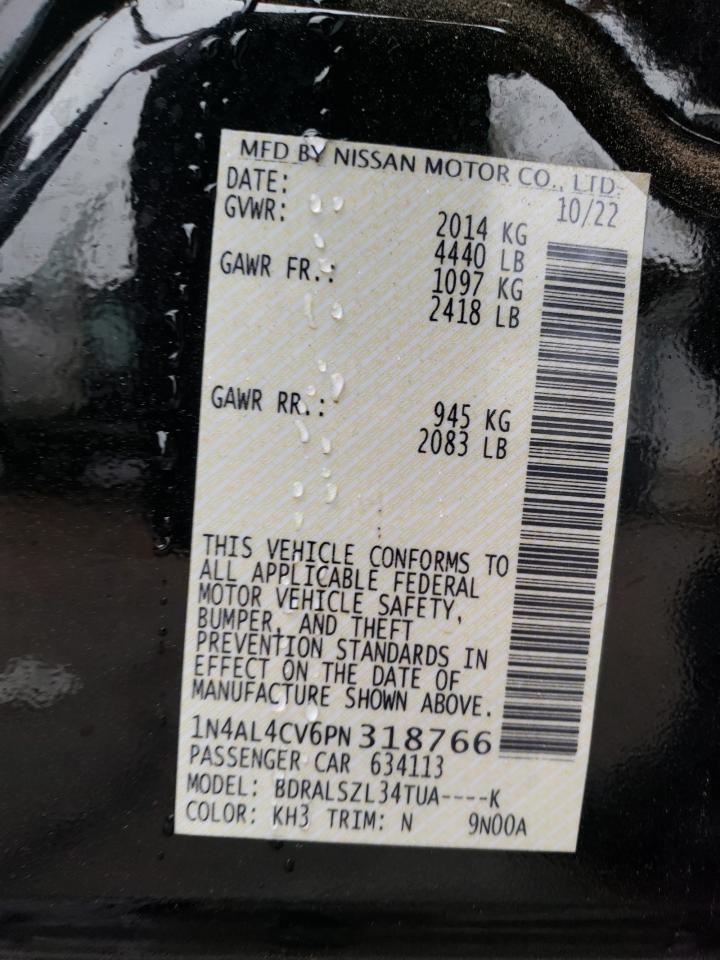 MFD BY NISSAN MOTOR CO., LTD.
DATE: 10/22
GVWR: 2014 KG
4440 LB
GAWR FR.: 1097 KG
2418 LB
GAWR RR.: 945 KG
2083 LB
THIS VEHICLE CONFORMS TO
ALL APPLICABLE FEDERAL
MOTOR VEHICLE SAFETY,
BUMPER, AND THEFT
PREVENTION STANDARDS IN
EFFECT ON THE DATE OF
MANUFACTURE SHOWN ABOVE.
1N4AL4CV6PN 318766
PASSENGER CAR 634113
MODEL: BDRALSZL34TUA----K
COLOR: KH3 TRIM: N 9N00A